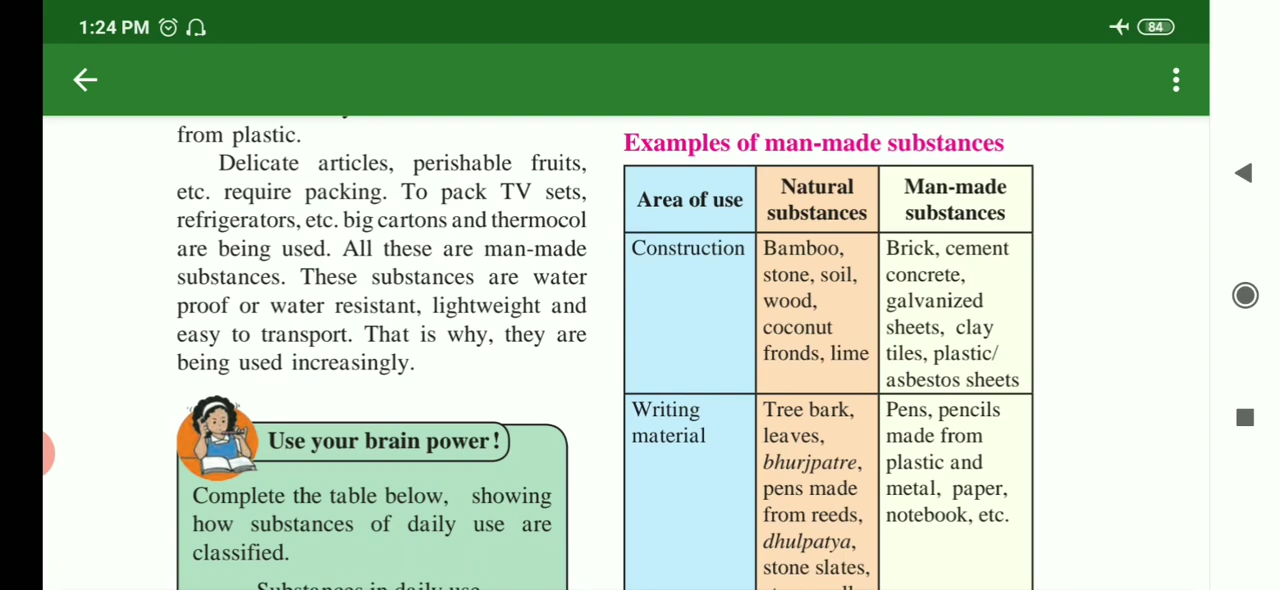 1:24 PM
84
from plastic.
Delicate articles, perishable fruits,
etc. require packing. To pack TV sets,
refrigerators, etc. big cartons and thermocol
are being used. All these are man-made
substances. These substances are water
proof or water resistant, lightweight and
easy to transport. That is why, they are
being used increasingly.
Use your brain power!
Complete the table below, showing
how substances of daily use are
classified.
Substances in daily use
Examples of man-made substances
Area of use
Natural
substances
Man-made
substances
Construction
Bamboo,
stone, soil,
wood,
coconut
fronds, lime
Brick, cement
concrete,
galvanized
sheets, clay
tiles, plastic/
asbestos sheets
Writing
material
Tree bark,
leaves,
bhurjpatre,
pens made
from reeds,
dhulpatya,
stone slates,
Pens, pencils
made from
plastic and
metal, paper,
notebook, etc.